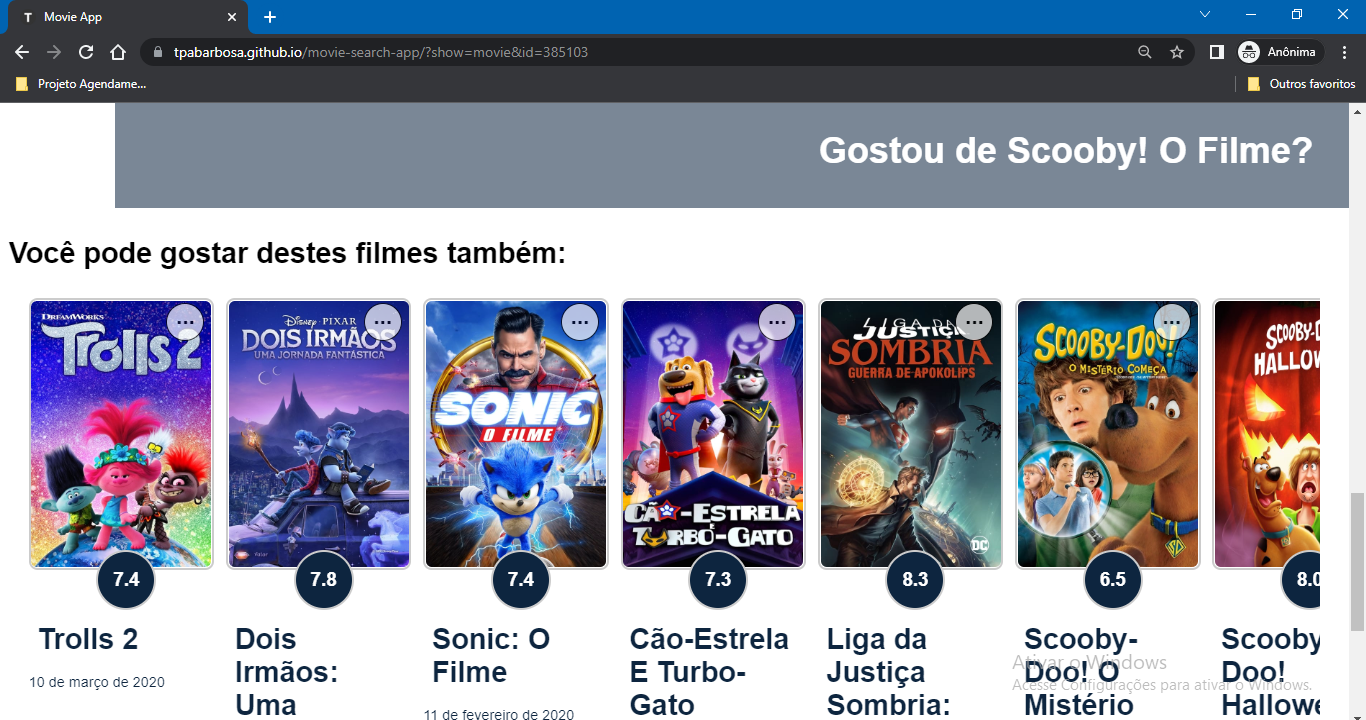 T Movie App
tpabarbosa.github.io/movie-search-app/?show=movie&id=385103
Anônima
Projeto Agendame...
Outros favoritos
Gostou de Scooby! O Filme?
Você pode gostar destes filmes também:
DREAMWORKS
Trolls 2
...
7.4
Trolls 2
10 de março de 2020
Disney · PIXAR
DOIS IRMÃOS
UMA JORNADA FANTÁSTICA
...
7.8
Dois
Irmãos:
Uma
...
SONIC
O FILME
7.4
Sonic: O
Filme
11 de fevereiro de 2020
...
CÃO-ESTRELA
E
TURBO-GATO
7.3
Cão-Estrela
E Turbo-
Gato
...
LIGA DA
JUSTIÇA
SOMBRIA
GUERRA DE APOKOLIPS
DC
8.3
Liga da
Justiça
Sombria:
...
SCOOBY-DOO!
O MISTÉRIO COMEÇA
SD
6.5
Scooby-
Doo! O
Mistério
SCOOBY-D
HALLOW
8.0
Scooby
Doo!
Hallowe
Ativar o Windows
Acesse Configurações para ativar o Windows.